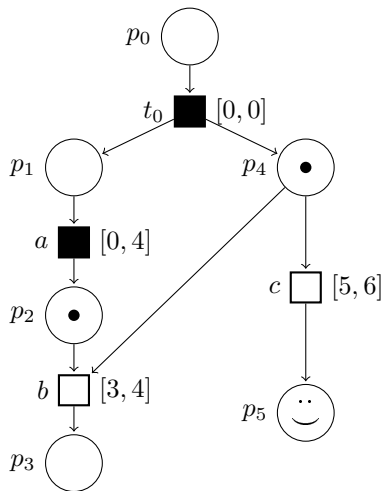 p₀
t₀ [0, 0]
p₁ p₄
a [0, 4]
c [5, 6]
p₂
b [3, 4]
p₅
p₃